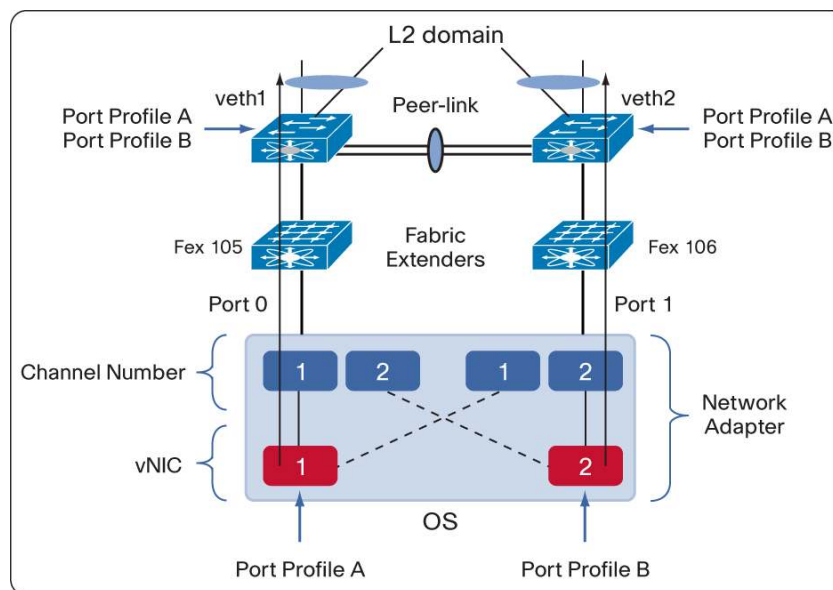 L2 domain
veth1
Peer-link
veth2
Port Profile A
Port Profile B
Port Profile A
Port Profile B
Fex 105
Fabric
Extenders
Fex 106
Port 0
Port 1
Channel Number
1
2
1
2
Network
Adapter
vNIC
1
2
OS
Port Profile A
Port Profile B